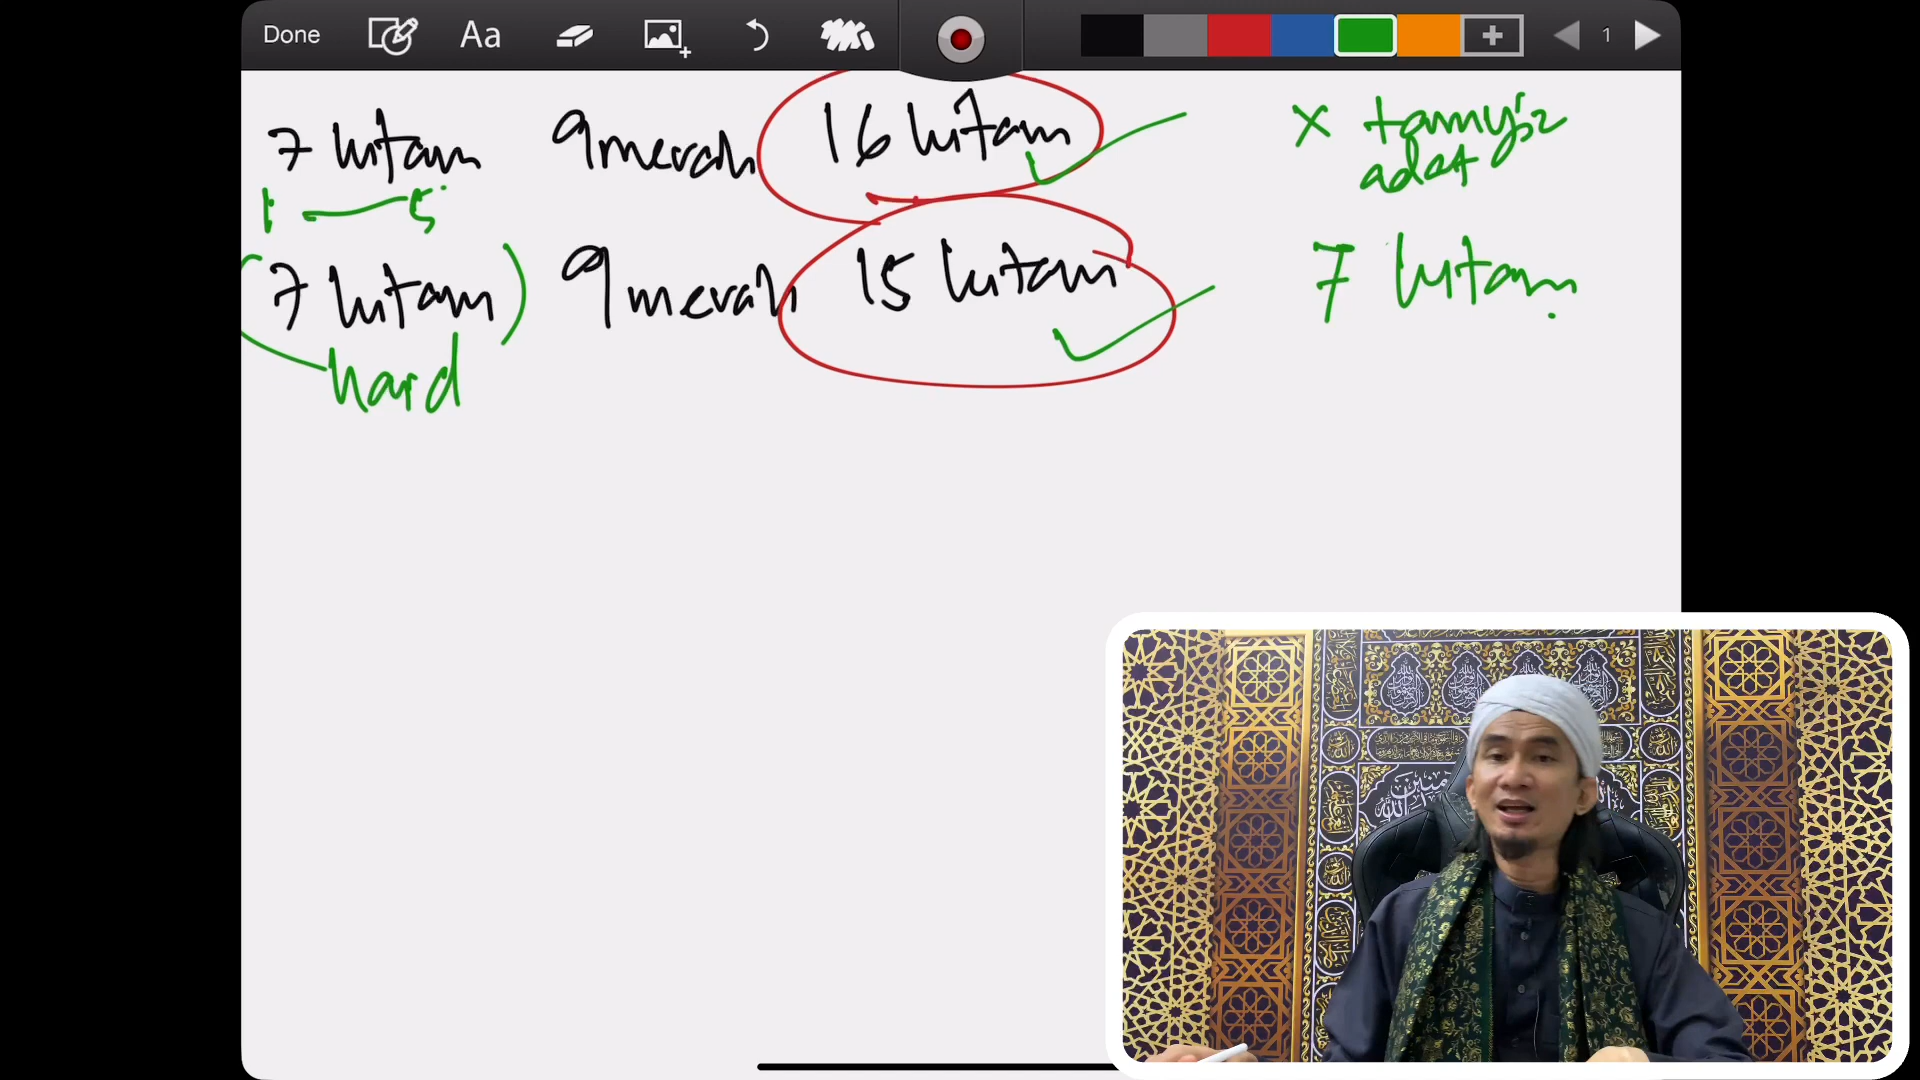 Done Aa 1
7 hitam 9 merah 16 hitam x tamyiz
adat
1 5
7 hitam 9 merah 15 hitam 7 hitam
haid